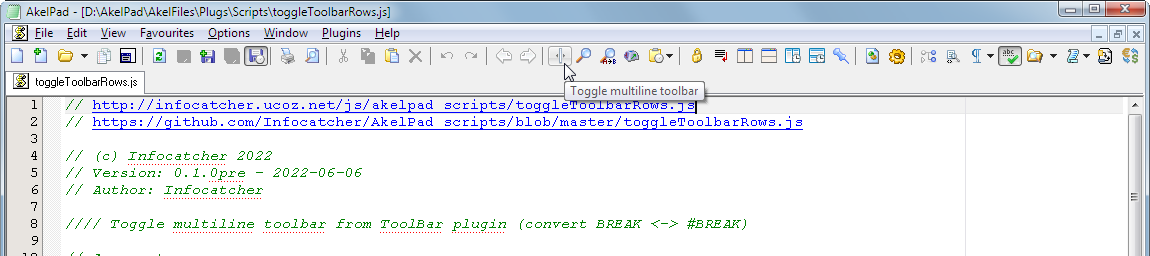 AkelPad - [D:\AkelPad\AkelFiles\Plugs\Scripts\toggleToolbarRows.js]
File Edit View Favourites Options Window Plugins Help
toggleToolbarRows.js
Toggle multiline toolbar
1 // http://infocatcher.ucoz.net/js/akelpad_scripts/toggleToolbarRows.js
2 // https://github.com/Infocatcher/AkelPad_scripts/blob/master/toggleToolbarRows.js
3
4 // (c) Infocatcher 2022
5 // Version: 0.1.0pre - 2022-06-06
6 // Author: Infocatcher
7
8 //// Toggle multiline toolbar from ToolBar plugin (convert BREAK <-> #BREAK)
9